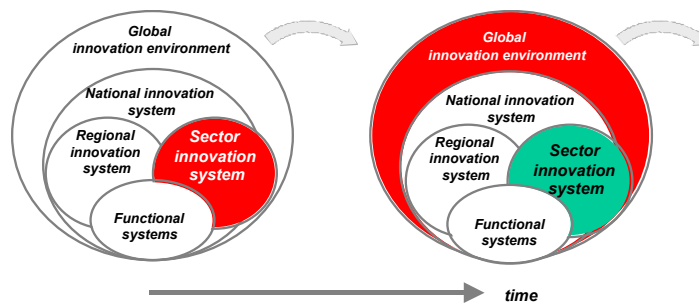 Global
innovation environment
National innovation
system
Regional
innovation
system
Sector
innovation
system
Functional
systems
Global
innovation environment
National innovation
system
Regional
innovation
system
Sector
innovation
system
Functional
systems
time